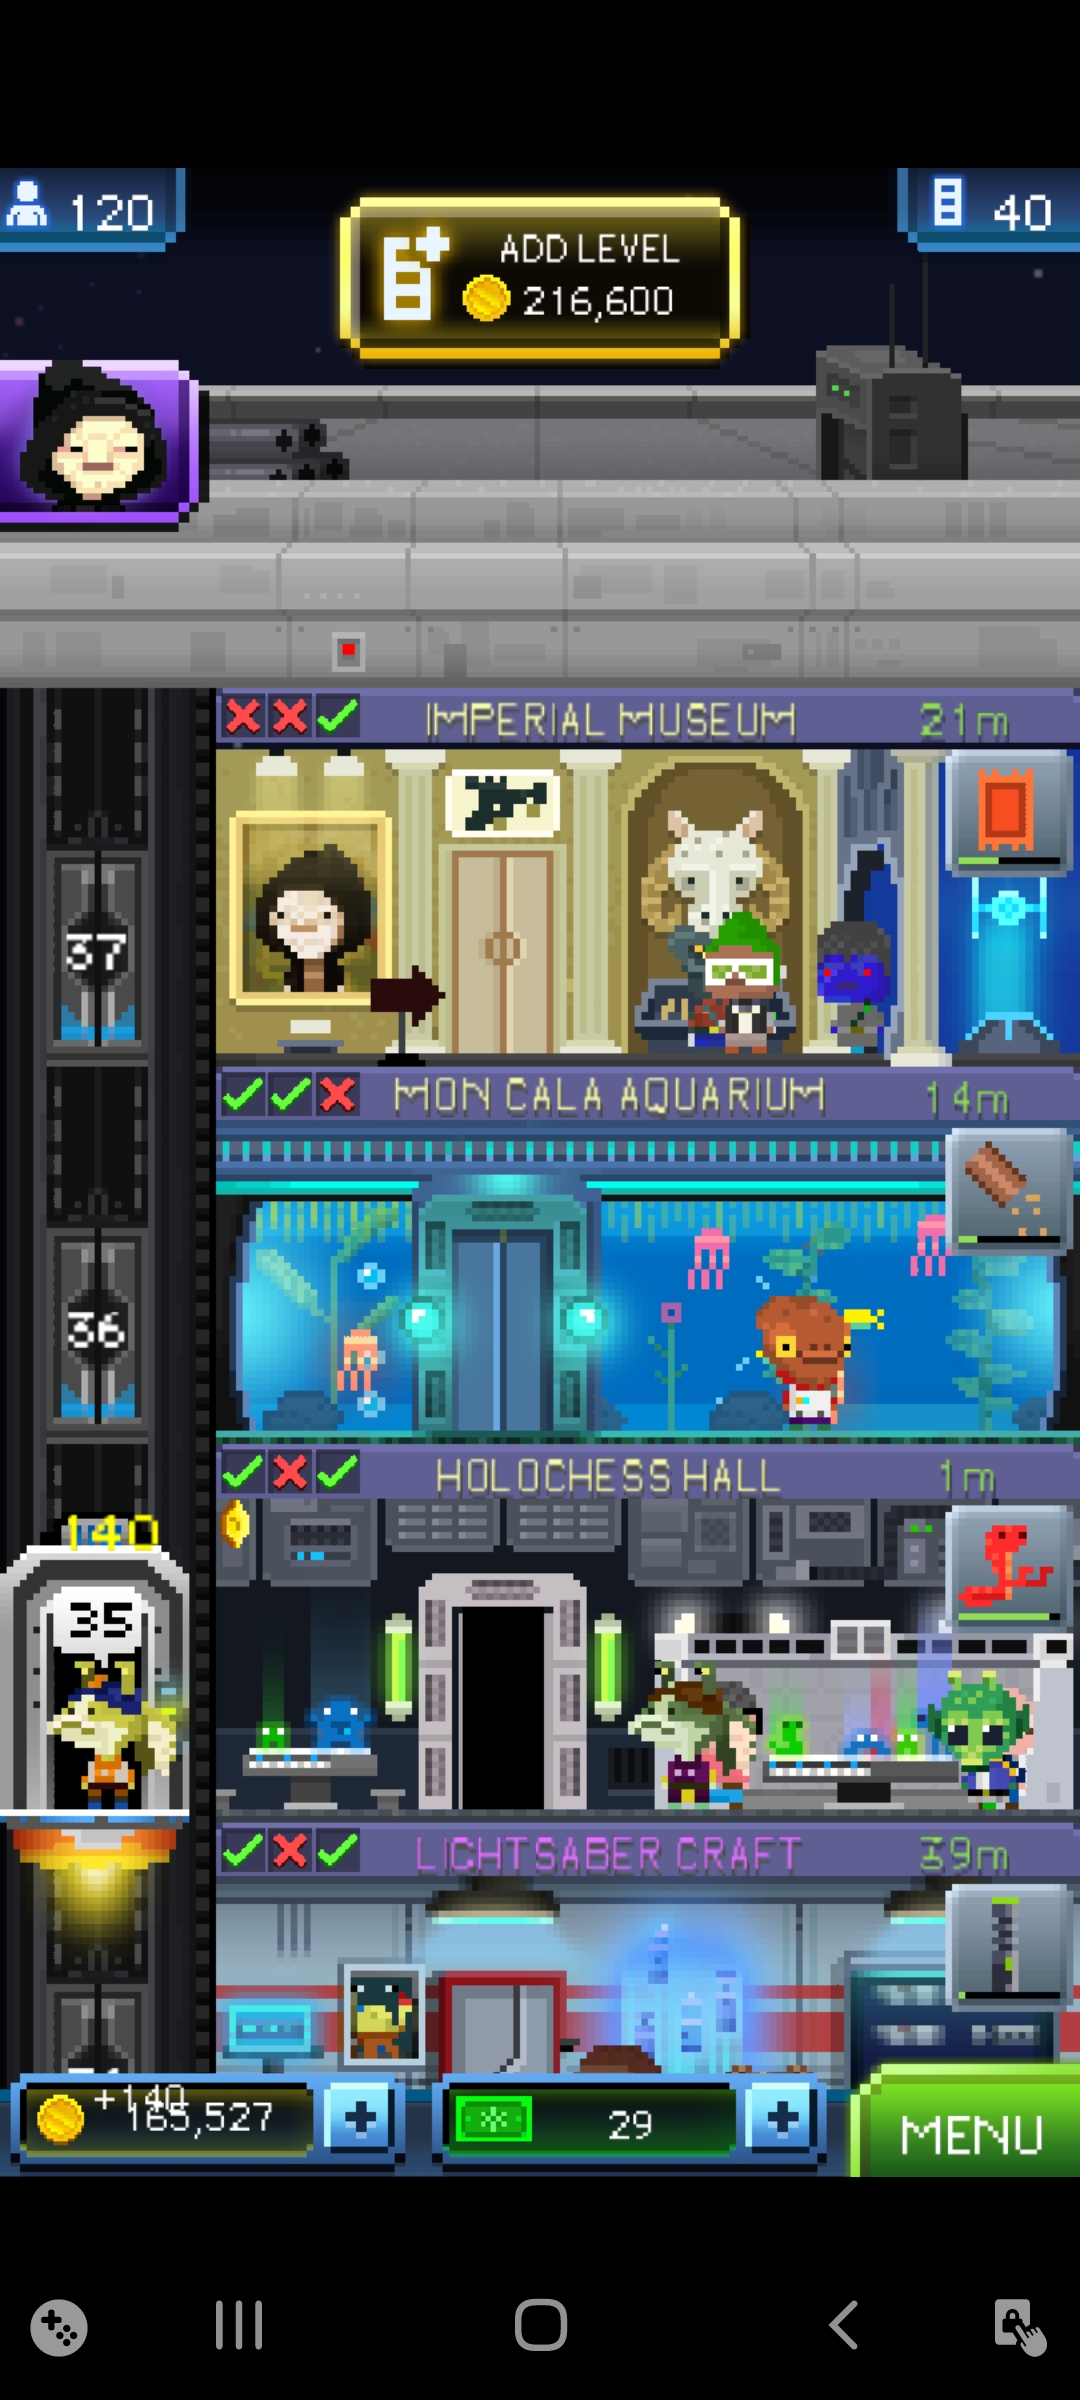 120
ADD LEVEL
216,600
40
IMPERIAL MUSEUM 21m
37
MON CALA AQUARIUM 14m
36
HOLOCHESS HALL 1m
140
35
LIGHTSABER CRAFT 39m
+140
165,527
29
MENU